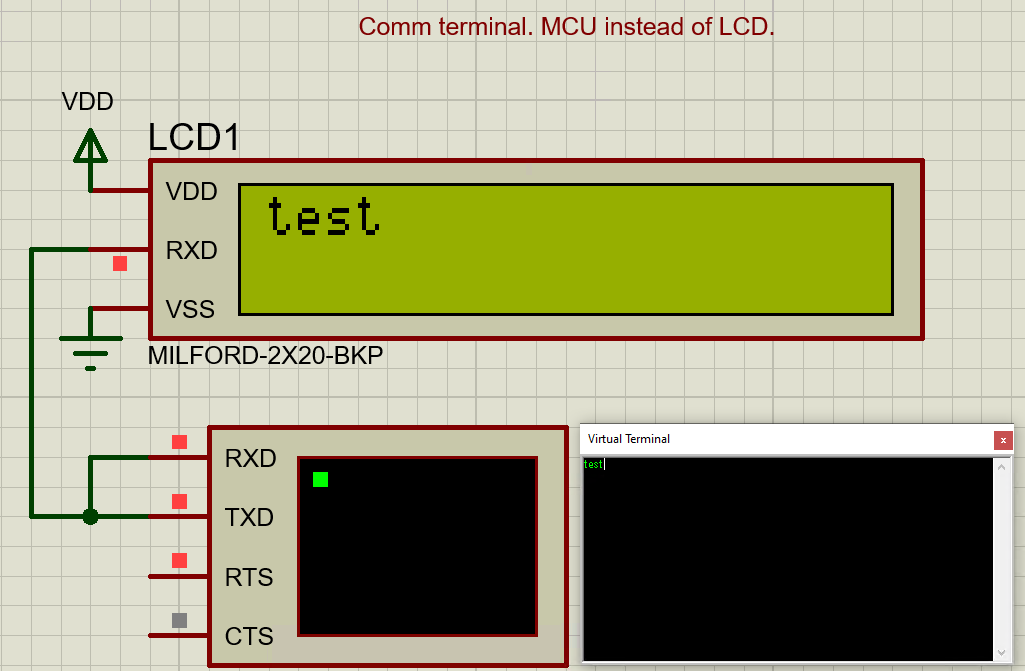 Comm terminal. MCU instead of LCD.
VDD
LCD1
VDD
test
RXD
VSS
MILFORD-2X20-BKP
RXD
TXD
RTS
CTS
Virtual Terminal
x
test